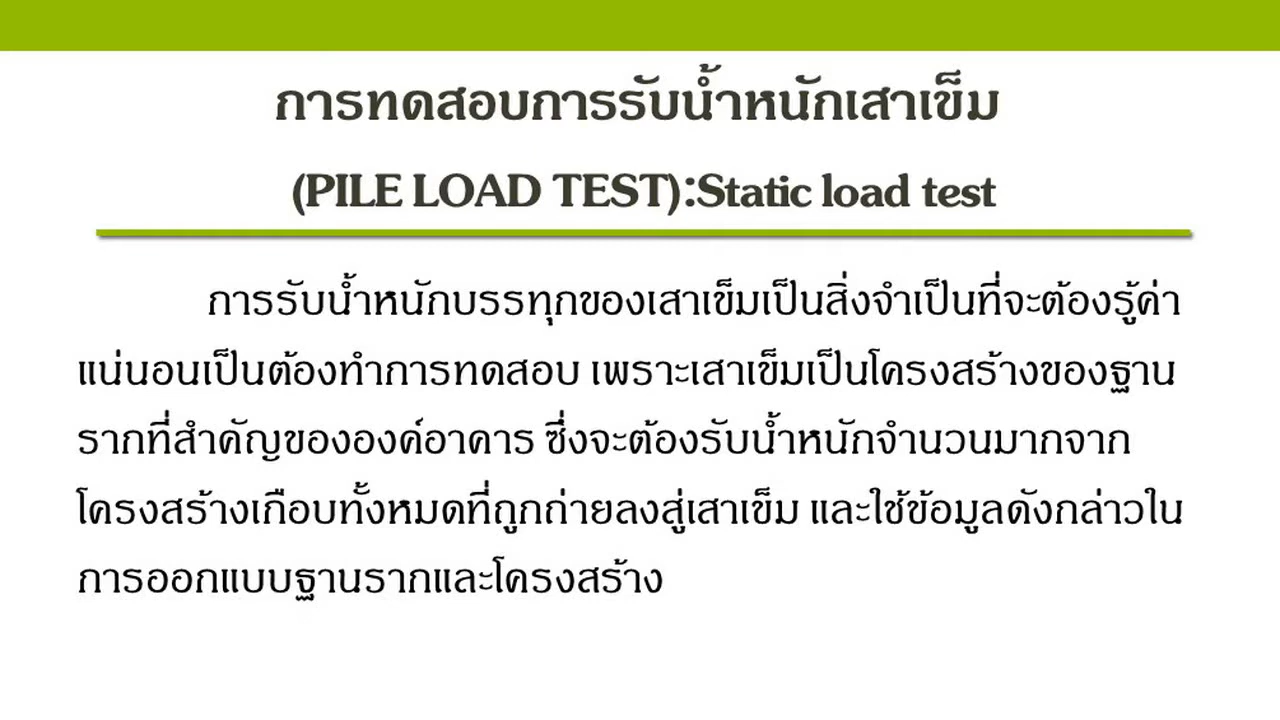 การทดสอบการรับน้ำหนักเสาเข็ม
(PILE LOAD TEST):Static load test
การรับน้ำหนักบรรทุกของเสาเข็มเป็นสิ่งจำเป็นที่จะต้องรู้ค่า
แน่นอนเป็นต้องทำการทดสอบ เพราะเสาเข็มเป็นโครงสร้างของฐาน
รากที่สำคัญขององค์อาคาร ซึ่งจะต้องรับน้ำหนักจำนวนมากจาก
โครงสร้างเกือบทั้งหมดที่ถูกถ่ายลงสู่เสาเข็ม และใช้ข้อมูลดังกล่าวใน
การออกแบบฐานรากและโครงสร้าง